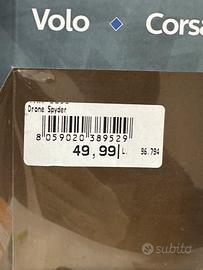 Volo ◆ Corsa
Drone Spyder
8 059020 389529
49,99 L. 96.794
subito